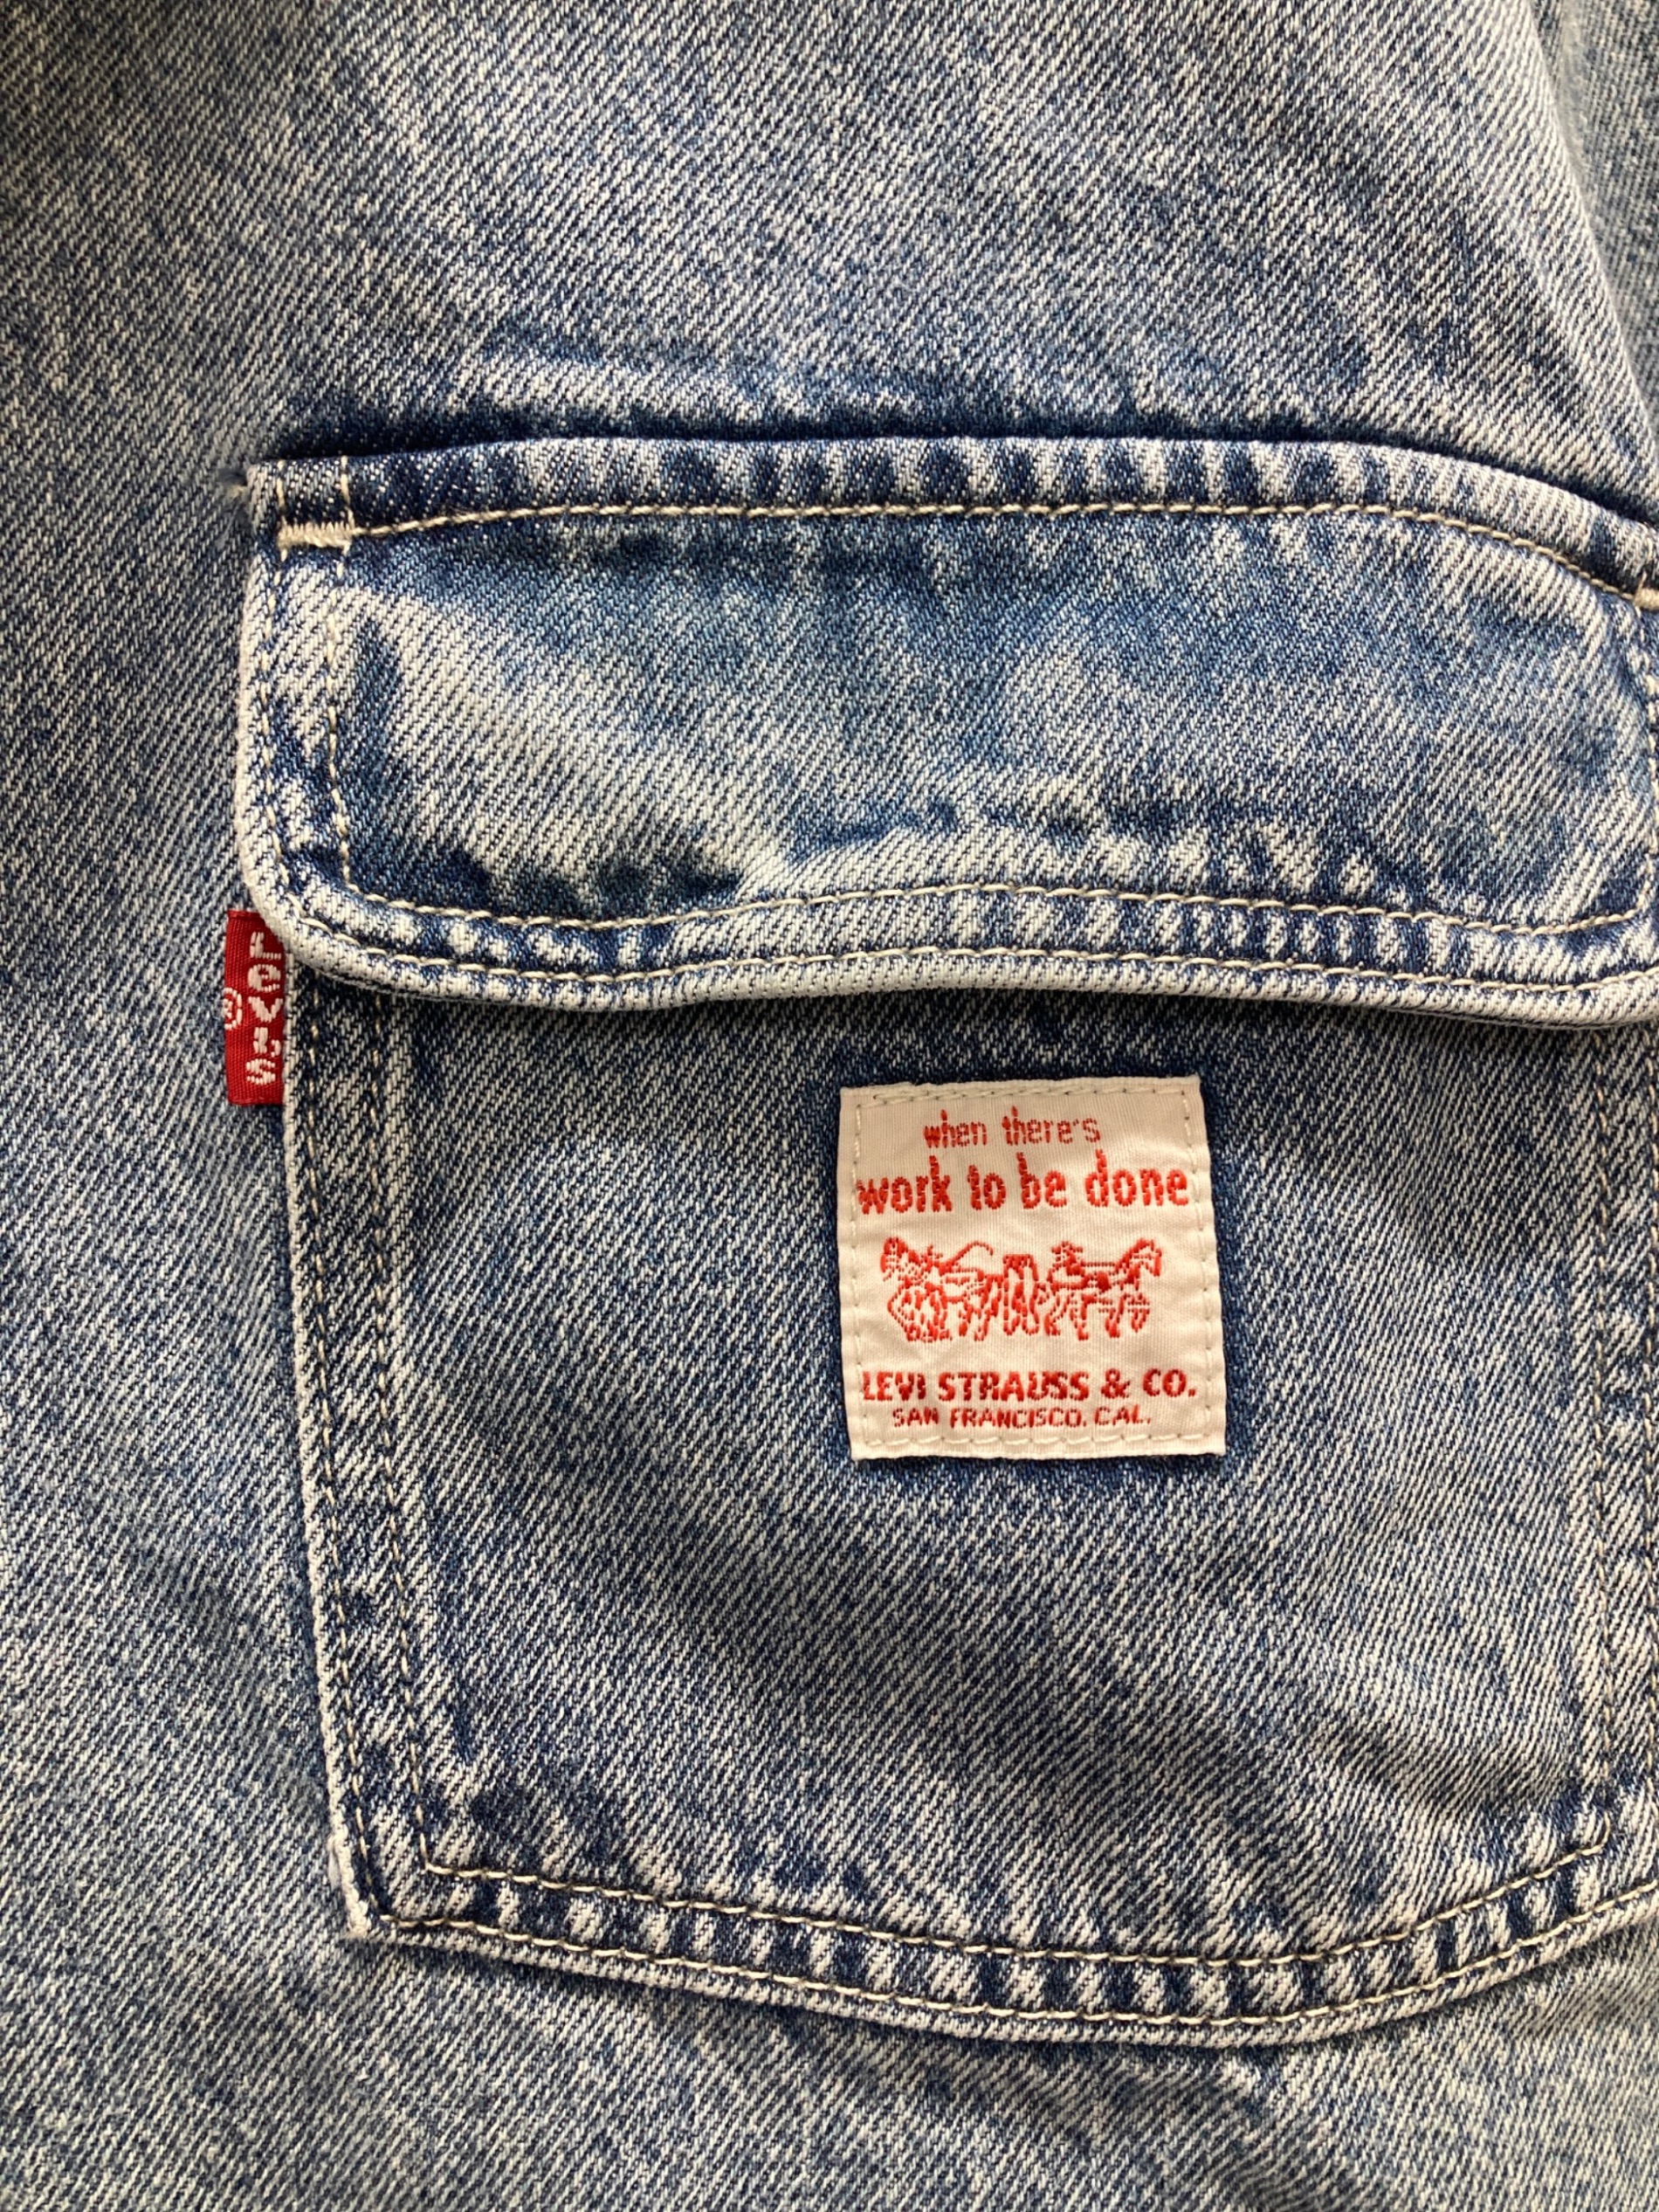 Levi's
®
when there's
work to be done
LEVI STRAUSS & CO.
SAN FRANCISCO, CAL.